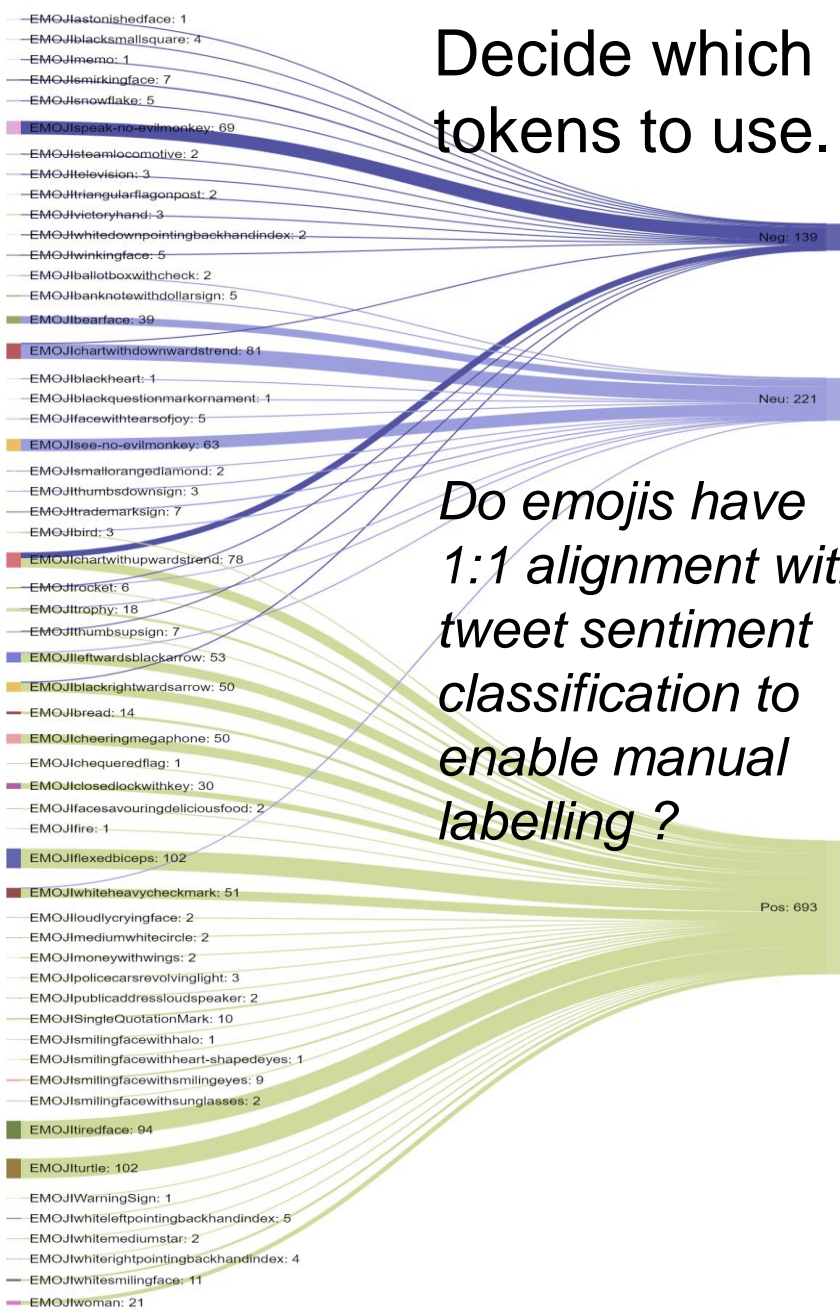 Decide which
tokens to use.
EMOJIastonishedface: 1
EMOJIblacksmallsquare: 4
EMOJImemo: 1
EMOJIsmirkingface: 7
EMOJIsnowflake: 5
EMOJIspeak-no-evilmonkey: 69
EMOJIsteamlocomotive: 2
EMOJItelevision: 3
EMOJItriangularflagonpost: 2
EMOJIvictoryhand: 3
EMOJIwhitedownpointingbackhandindex: 2
EMOJIwinkingface: 5
EMOJIballotboxwithcheck: 2
EMOJIbanknotewithdollarsign: 5
EMOJIbearface: 39
EMOJIchartwithdownwardstrend: 81
EMOJIblackheart: 1
EMOJIblackquestionmarkornament: 1
EMOJIfacewithtearsofjoy: 5
EMOJIsee-no-evilmonkey: 63
EMOJIsmallorangediamond: 2
EMOJIthumbsdownsign: 3
EMOJItrademarksign: 7
EMOJIbird: 3
EMOJIchartwithupwardstrend: 78
EMOJIrocket: 6
EMOJItrophy: 18
EMOJIthumbsupsign: 7
EMOJIleftwardsblackarrow: 53
EMOJIblackrightwardsarrow: 50
EMOJIbread: 14
EMOJIcheeringmegaphone: 50
EMOJIchequeredflag: 1
EMOJIclosedlockwithkey: 30
EMOJIfacesavouringdeliciousfood: 2
EMOJIfire: 1
EMOJIflexedbiceps: 102
EMOJIwhiteheavycheckmark: 51
EMOJIloudlycryingface: 2
EMOJImediumwhitecircle: 2
EMOJImoneywithwings: 2
EMOJIpolicecarsrevolvinglight: 3
EMOJIpublicaddressloudspeaker: 2
EMOJISingleQuotationMark: 10
EMOJIsmilingfacewithhalo: 1
EMOJIsmilingfacewithheart-shapedeyes: 1
EMOJIsmilingfacewithsmilingeyes: 9
EMOJIsmilingfacewithsunglasses: 2
EMOJItiredface: 94
EMOJIturtle: 102
EMOJIWarningSign: 1
EMOJIwhiteleftpointingbackhandindex: 5
EMOJIwhitemediumstar: 2
EMOJIwhiterightpointingbackhandindex: 4
EMOJIwhitesmilingface: 11
EMOJIwoman: 21
Neg: 139
Neu: 221
Do emojis have
1:1 alignment wit
tweet sentiment
classification to
enable manual
labelling ?
Pos: 693